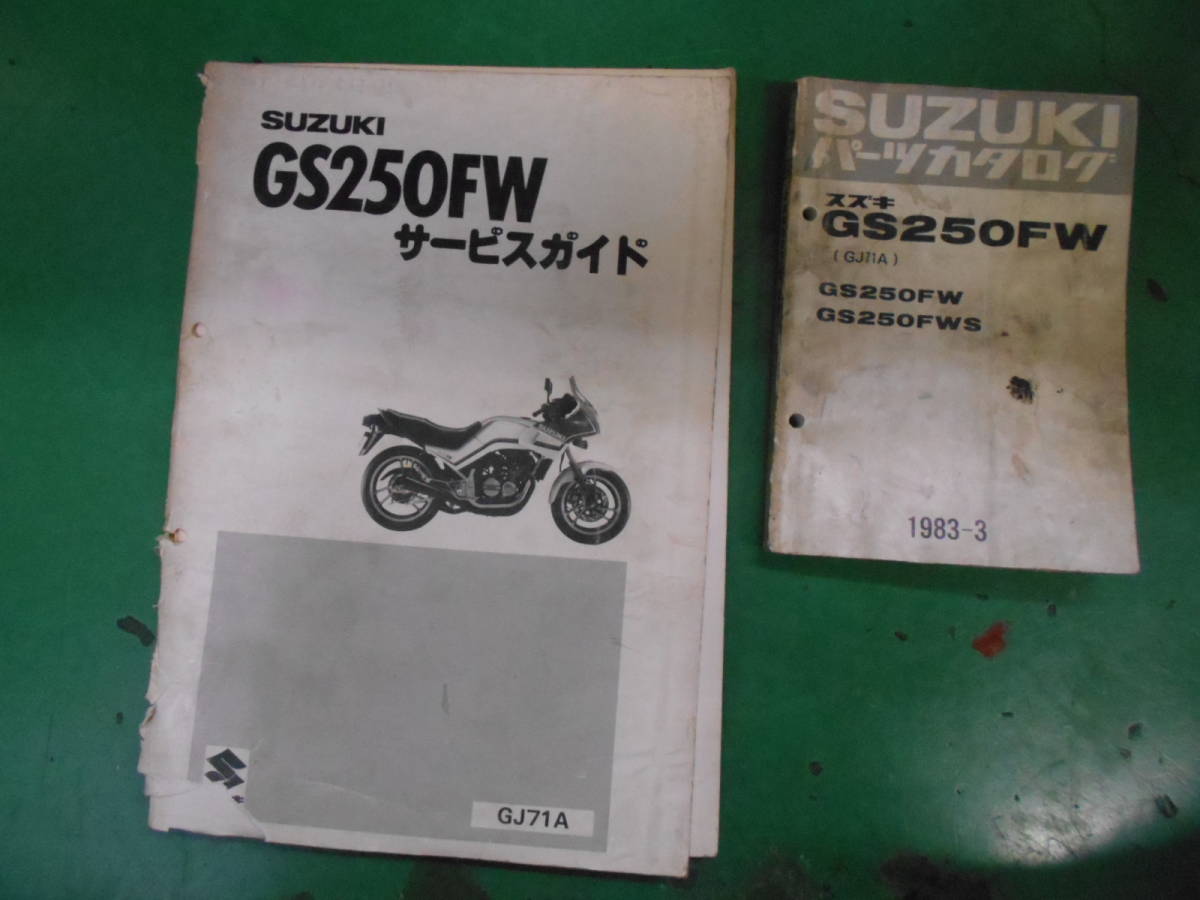 SUZUKI
GS250FW
サービスガイド
GJ71A
SUZUKI
パーツカタログ
スズキ
GS250FW
(GJ71A)
GS250FW
GS250FWS
1983-3